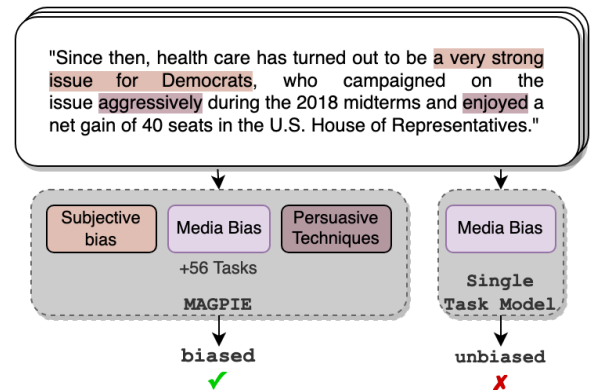 "Since then, health care has turned out to be a very strong
issue for Democrats, who campaigned on the
issue aggressively during the 2018 midterms and enjoyed a
net gain of 40 seats in the U.S. House of Representatives."
Subjective
bias
Media Bias
Persuasive
Techniques
+56 Tasks
MAGPIE
biased
✓
Media Bias
Single
Task Model
unbiased
✗